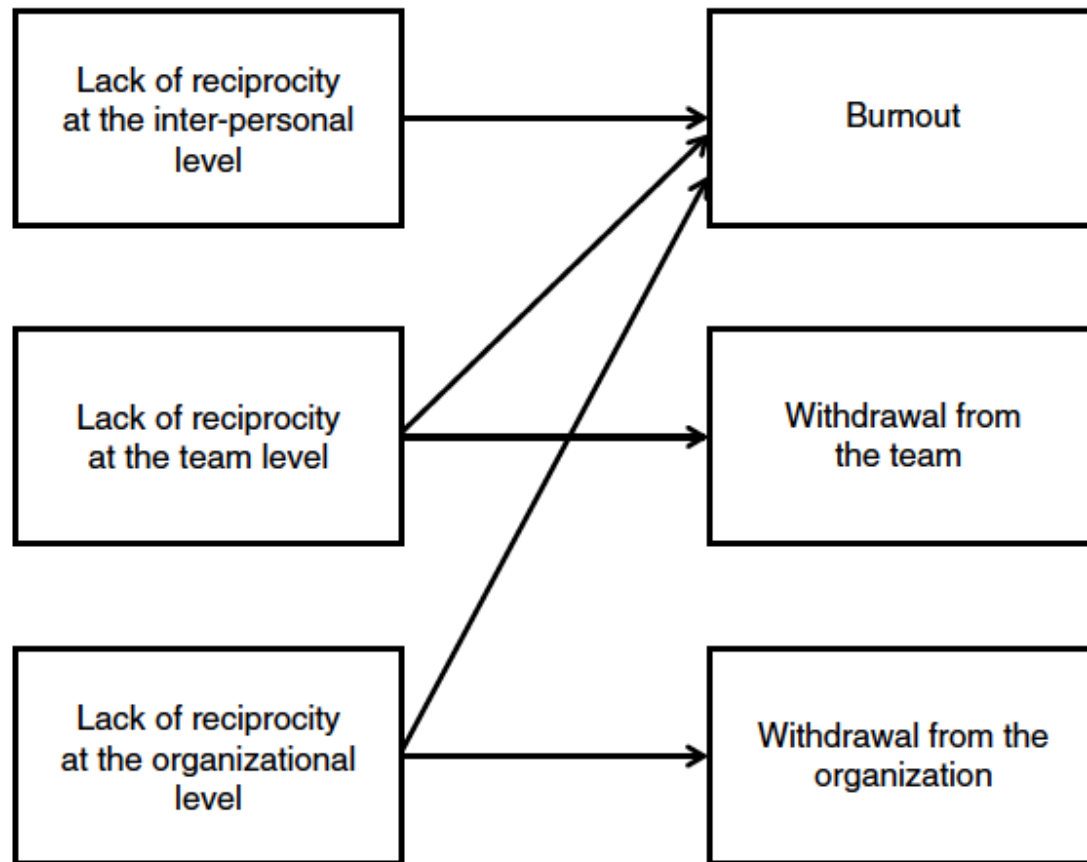 Lack of reciprocity
at the inter-personal
level
Burnout
Lack of reciprocity
at the team level
Withdrawal from
the team
Lack of reciprocity
at the organizational
level
Withdrawal from the
organization